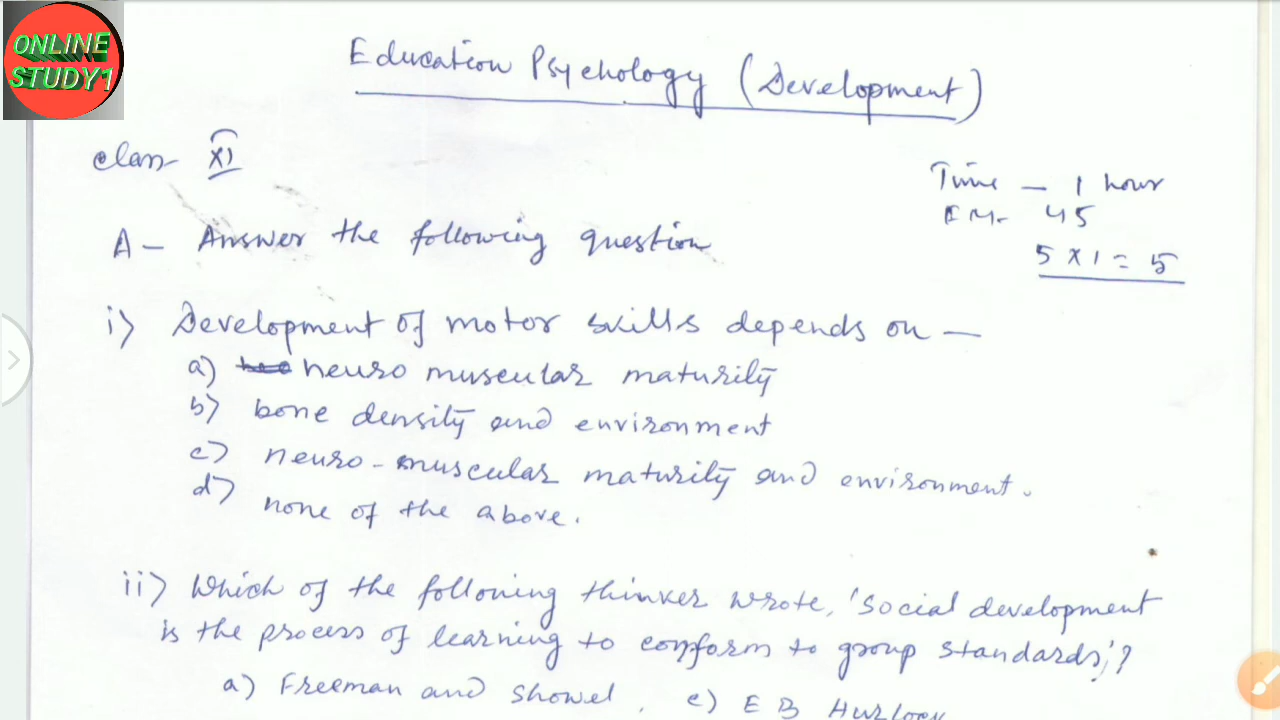 ONLINE
STUDY1
Education Psychology (Development)
class XI
Time - 1 hour
F M- 45
A - Answer the following question
5 x 1 = 5
i) Development of motor skills depends on —
a) neuro muscular maturity
b) bone density and environment
c) neuro-muscular maturity and environment.
d) none of the above.
ii) Which of the following thinker wrote, 'social development
is the process of learning to conform to group standards,'?
a) Freeman and Showel. c) E B Hurlock